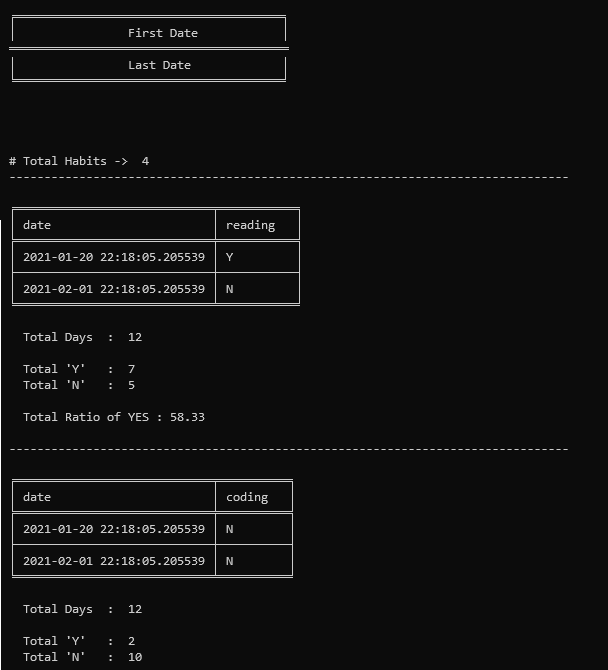 First Date
Last Date
# Total Habits ->  4
--------------------------------------------------------------------------------
date reading
2021-01-20 22:18:05.205539 Y
2021-02-01 22:18:05.205539 N
Total Days  :  12
Total 'Y'   :  7
Total 'N'   :  5
Total Ratio of YES : 58.33
--------------------------------------------------------------------------------
date coding
2021-01-20 22:18:05.205539 N
2021-02-01 22:18:05.205539 N
Total Days  :  12
Total 'Y'   :  2
Total 'N'   :  10